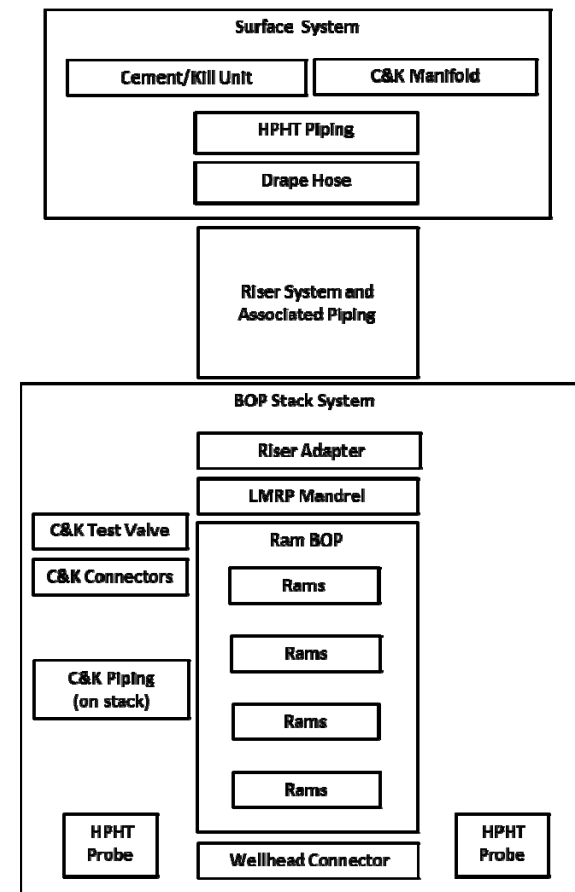 Surface System
Cement/Kill Unit
C&K Manifold
HPHT Piping
Drape Hose
Riser System and
Associated Piping
BOP Stack System
Riser Adapter
LMRP Mandrel
C&K Test Valve
Ram BOP
C&K Connectors
Rams
Rams
C&K Piping
(on stack)
Rams
Rams
HPHT
Probe
Wellhead Connector
HPHT
Probe